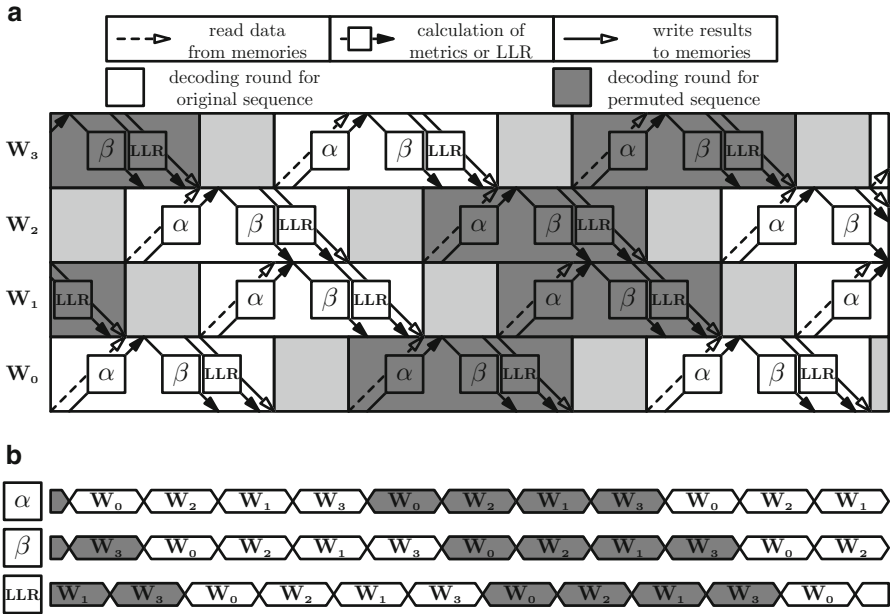 a
read data from memories
calculation of metrics or LLR
write results to memories
decoding round for original sequence
decoding round for permuted sequence
W₃ β LLR α β LLR α β LLR
W₂ α β LLR α β LLR α β
W₁ LLR α β LLR α β LLR α
W₀ α β LLR α β LLR α β LLR
b
α W₀ W₂ W₁ W₃ W₀ W₂ W₁ W₃ W₀ W₂ W₁
β W₃ W₀ W₂ W₁ W₃ W₀ W₂ W₁ W₃ W₀ W₂
LLR W₁ W₃ W₀ W₂ W₁ W₃ W₀ W₂ W₁ W₃ W₀